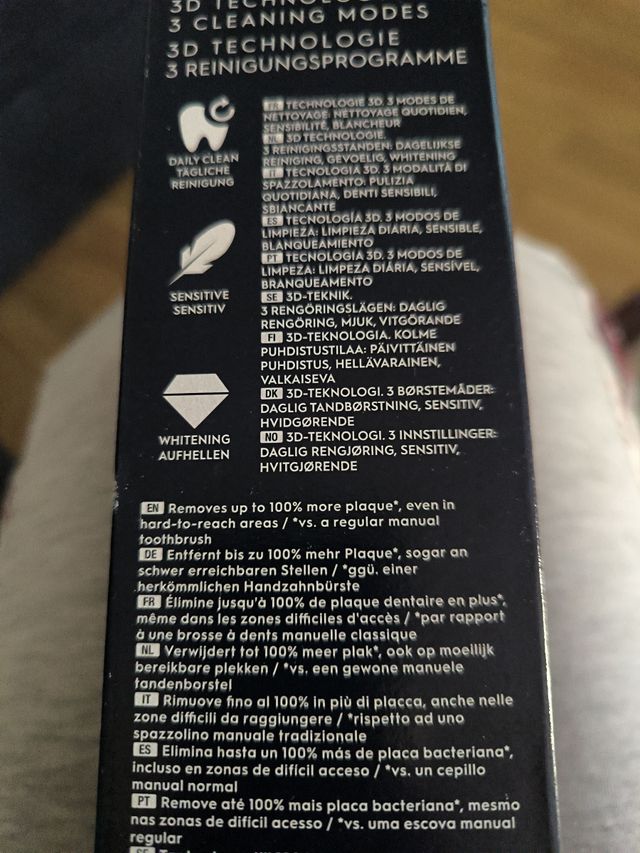 3D TECHNOLOGY
3 CLEANING MODES
3D TECHNOLOGIE
3 REINIGUNGSPROGRAMME
DAILY CLEAN
TÄGLICHE
REINIGUNG
SENSITIVE
SENSITIV
WHITENING
AUFHELLEN
FR TECHNOLOGIE 3D. 3 MODES DE
NETTOYAGE: NETTOYAGE QUOTIDIEN,
SENSIBILITÉ, BLANCHEUR
NL 3D TECHNOLOGIE.
3 REINIGINGSSTANDEN: DAGELIJKSE
REINIGING, GEVOELIG, WHITENING
IT TECNOLOGIA 3D. 3 MODALITÀ DI
SPAZZOLAMENTO: PULIZIA
QUOTIDIANA, DENTI SENSIBILI,
SBIANCANTE
ES TECNOLOGÍA 3D. 3 MODOS DE
LIMPIEZA: LIMPIEZA DIARIA, SENSIBLE,
BLANQUEAMIENTO
PT TECNOLOGIA 3D. 3 MODOS DE
LIMPEZA: LIMPEZA DIÁRIA, SENSÍVEL,
BRANQUEAMENTO
SE 3D-TEKNIK.
3 RENGÖRINGSLÄGEN: DAGLIG
RENGÖRING, MJUK, VITGÖRANDE
FI 3D-TEKNOLOGIA. KOLME
PUHDISTUSTILAA: PÄIVITTÄINEN
PUHDISTUS, HELLÄVARAINEN,
VALKAISEVA
DK 3D-TEKNOLOGI. 3 BØRSTEMÅDER:
DAGLIG TANDBØRSTNING, SENSITIV,
HVIDGØRENDE
NO 3D-TEKNOLOGI. 3 INNSTILLINGER:
DAGLIG RENGJØRING, SENSITIV,
HVITGJØRENDE
EN Removes up to 100% more plaque*, even in
hard-to-reach areas / *vs. a regular manual
toothbrush
DE Entfernt bis zu 100% mehr Plaque*, sogar an
schwer erreichbaren Stellen / *ggü. einer
herkömmlichen Handzahnbürste
FR Élimine jusqu'à 100% de plaque dentaire en plus*,
même dans les zones difficiles d'accès / *par rapport
à une brosse à dents manuelle classique
NL Verwijdert tot 100% meer plak*, ook op moeilijk
bereikbare plekken / *vs. een gewone manuele
tandenborstel
IT Rimuove fino al 100% in più di placca, anche nelle
zone difficili da raggiungere / *rispetto ad uno
spazzolino manuale tradizionale
ES Elimina hasta un 100% más de placa bacteriana*,
incluso en zonas de difícil acceso / *vs. un cepillo
manual normal
PT Remove até 100% mais placa bacteriana*, mesmo
nas zonas de difícil acesso / *vs. uma escova manual
regular
SE